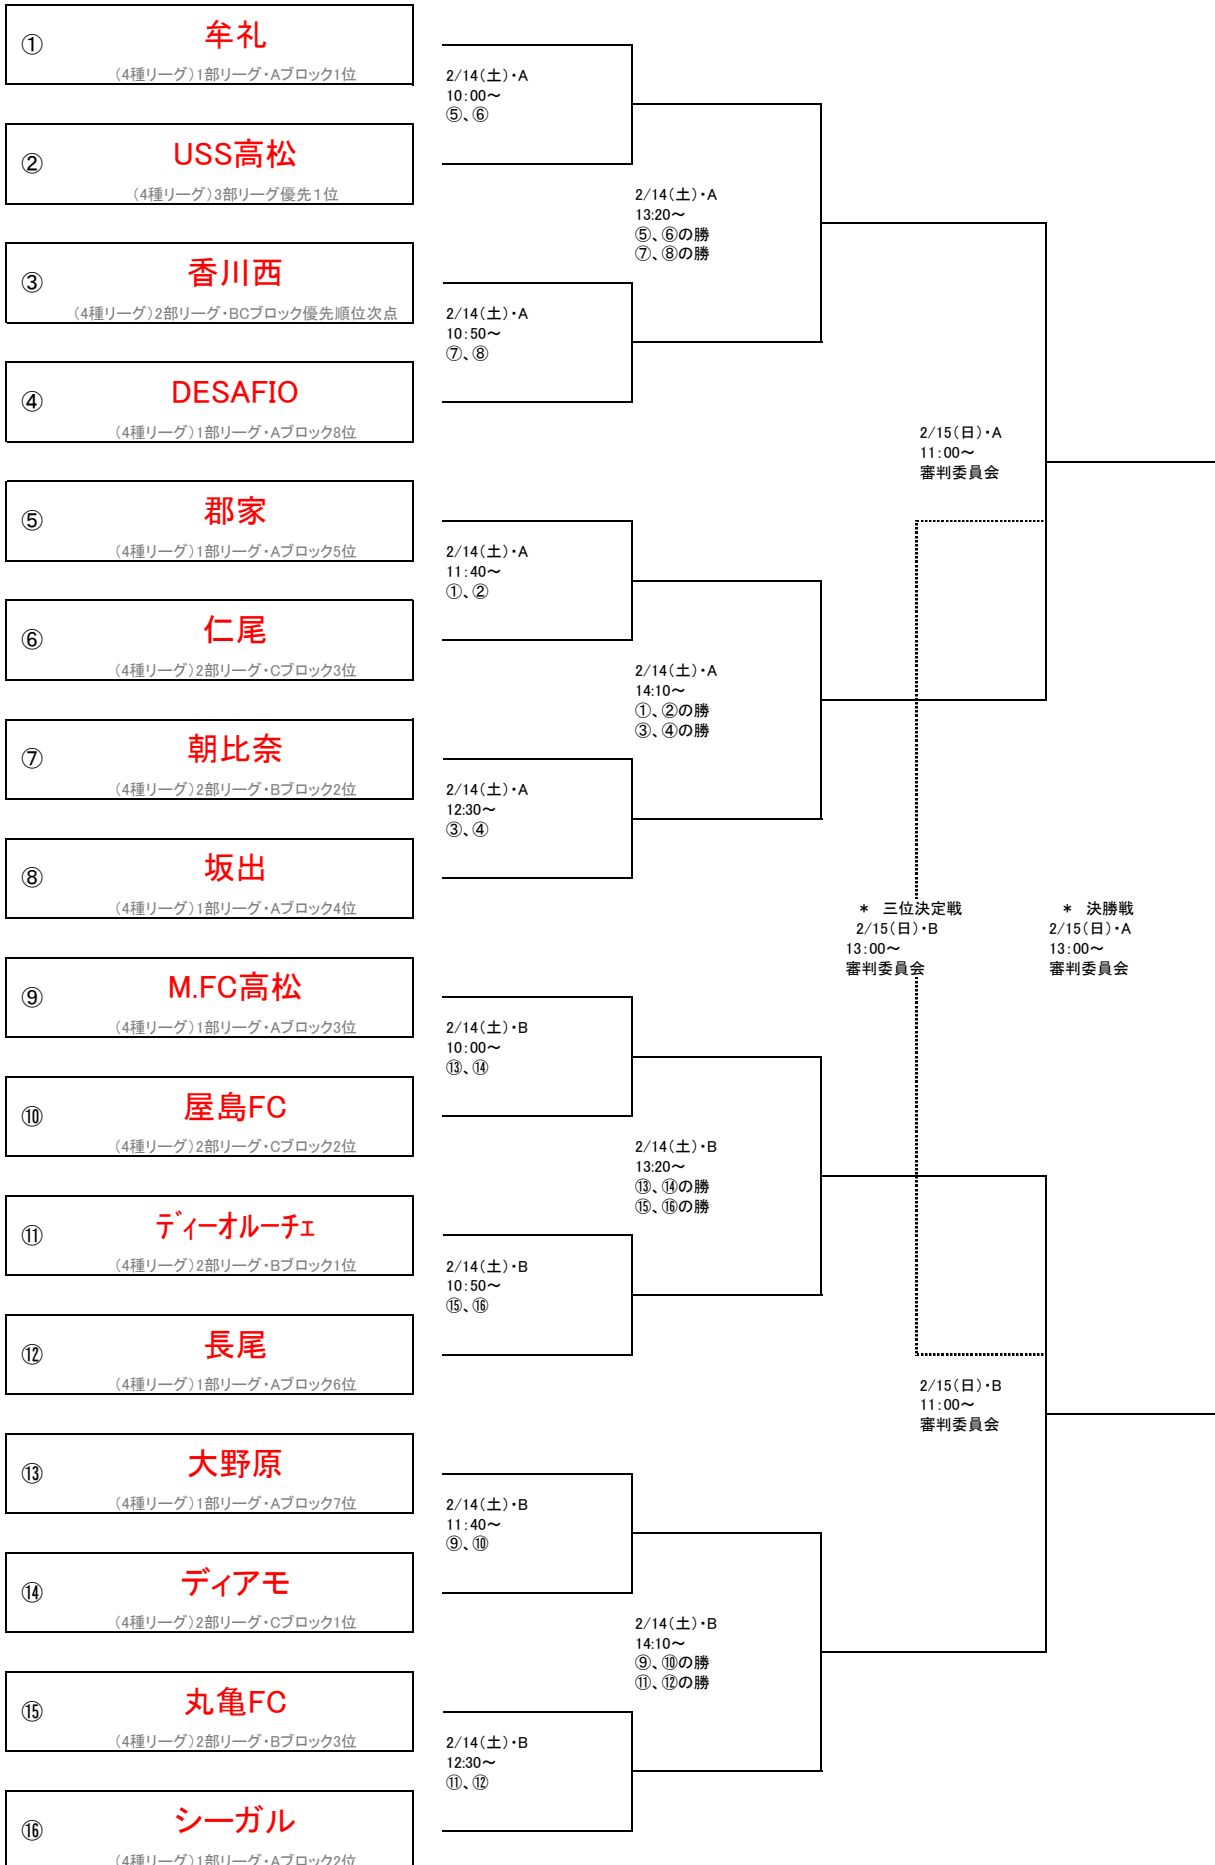 ① 牟礼
（4種リーグ）1部リーグ・Aブロック1位
② USS高松
（4種リーグ）3部リーグ優先1位
③ 香川西
（4種リーグ）2部リーグ・BCブロック優先順位次点
④ DESAFIO
（4種リーグ）1部リーグ・Aブロック8位
⑤ 郡家
（4種リーグ）1部リーグ・Aブロック5位
⑥ 仁尾
（4種リーグ）2部リーグ・Cブロック3位
⑦ 朝比奈
（4種リーグ）2部リーグ・Bブロック2位
⑧ 坂出
（4種リーグ）1部リーグ・Aブロック4位
⑨ M.FC高松
（4種リーグ）1部リーグ・Aブロック3位
⑩ 屋島FC
（4種リーグ）2部リーグ・Cブロック2位
⑪ ディーオルーチェ
（4種リーグ）2部リーグ・Bブロック1位
⑫ 長尾
（4種リーグ）1部リーグ・Aブロック6位
⑬ 大野原
（4種リーグ）1部リーグ・Aブロック7位
⑭ ディアモ
（4種リーグ）2部リーグ・Cブロック1位
⑮ 丸亀FC
（4種リーグ）2部リーグ・Bブロック3位
⑯ シーガル
（4種リーグ）1部リーグ・Aブロック2位
2/14（土）・A
10：00～
⑤、⑥
2/14（土）・A
10：50～
⑦、⑧
2/14（土）・A
11：40～
①、②
2/14（土）・A
12:30～
③、④
2/14（土）・B
10：00～
⑬、⑭
2/14（土）・B
10：50～
⑮、⑯
2/14（土）・B
11：40～
⑨、⑩
2/14（土）・B
12:30～
⑪、⑫
2/14（土）・A
13:20～
⑤、⑥の勝
⑦、⑧の勝
2/14（土）・A
14:10～
①、②の勝
③、④の勝
2/14（土）・B
13:20～
⑬、⑭の勝
⑮、⑯の勝
2/14（土）・B
14:10～
⑨、⑩の勝
⑪、⑫の勝
2/15（日）・A
11：00～
審判委員会
2/15（日）・B
11：00～
審判委員会
* 三位決定戦
2/15（日）・B
13：00～
審判委員会
* 決勝戦
2/15（日）・A
13：00～
審判委員会